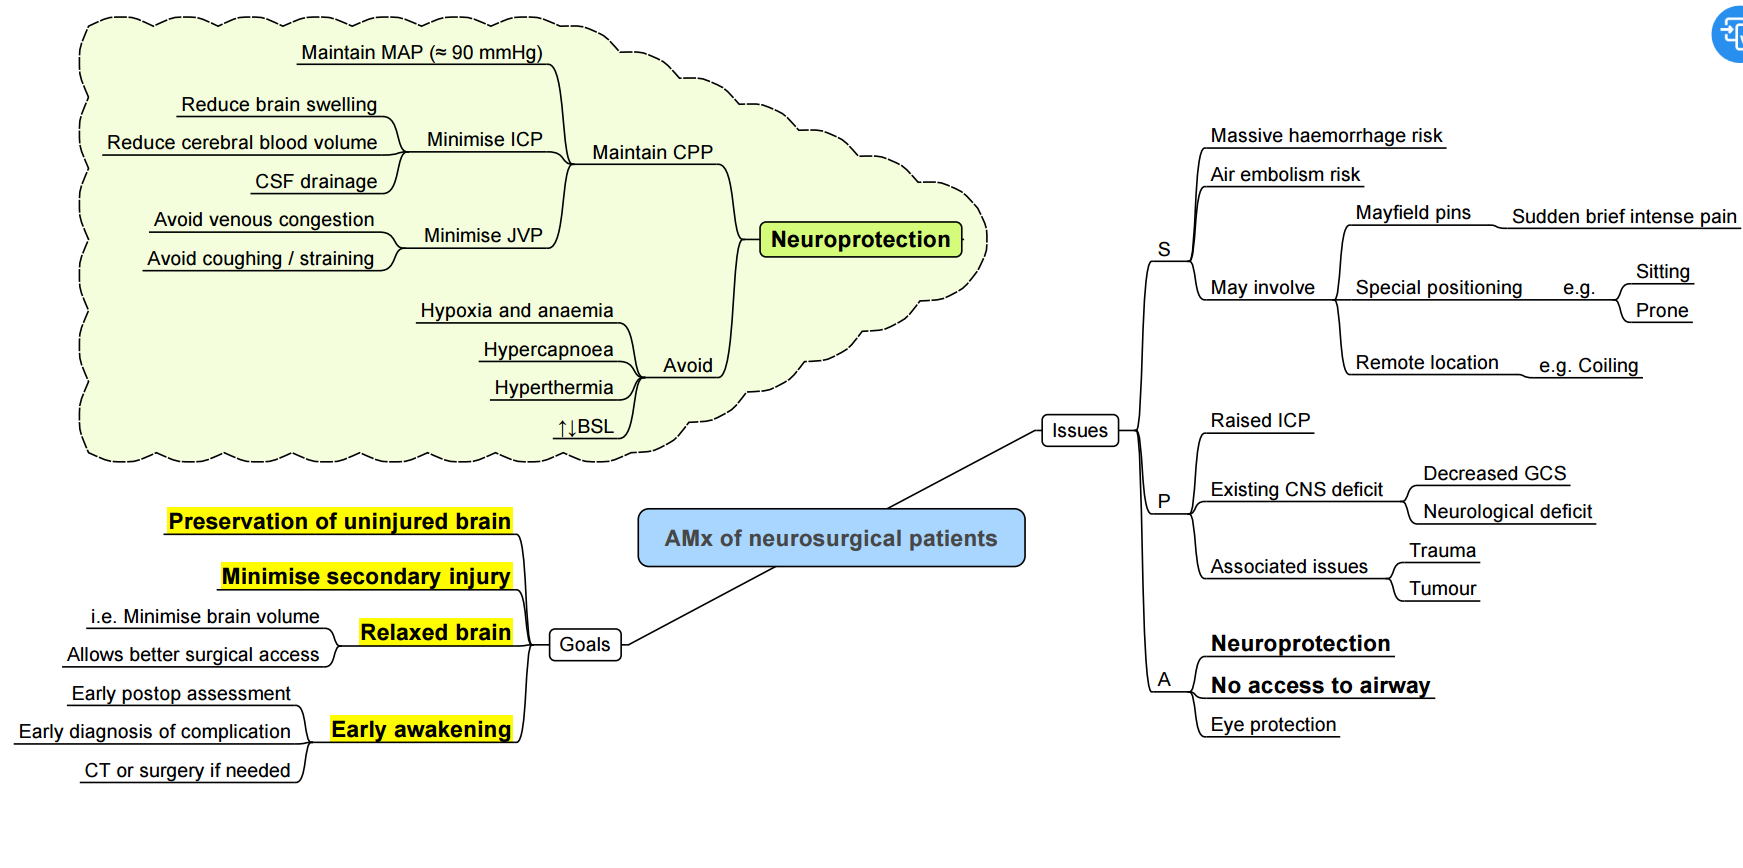 Maintain MAP (≈ 90 mmHg)
Reduce brain swelling
Reduce cerebral blood volume
CSF drainage
Minimise ICP
Avoid venous congestion
Avoid coughing / straining
Minimise JVP
Maintain CPP
Hypoxia and anaemia
Hypercapnoea
Hyperthermia
↑↓BSL
Avoid
Neuroprotection
AMx of neurosurgical patients
Issues
S
Massive haemorrhage risk
Air embolism risk
May involve
Mayfield pins
Sudden brief intense pain
Special positioning
e.g.
Sitting
Prone
Remote location
e.g. Coiling
P
Raised ICP
Existing CNS deficit
Decreased GCS
Neurological deficit
Associated issues
Trauma
Tumour
A
Neuroprotection
No access to airway
Eye protection
Goals
Preservation of uninjured brain
Minimise secondary injury
Relaxed brain
i.e. Minimise brain volume
Allows better surgical access
Early awakening
Early postop assessment
Early diagnosis of complication
CT or surgery if needed